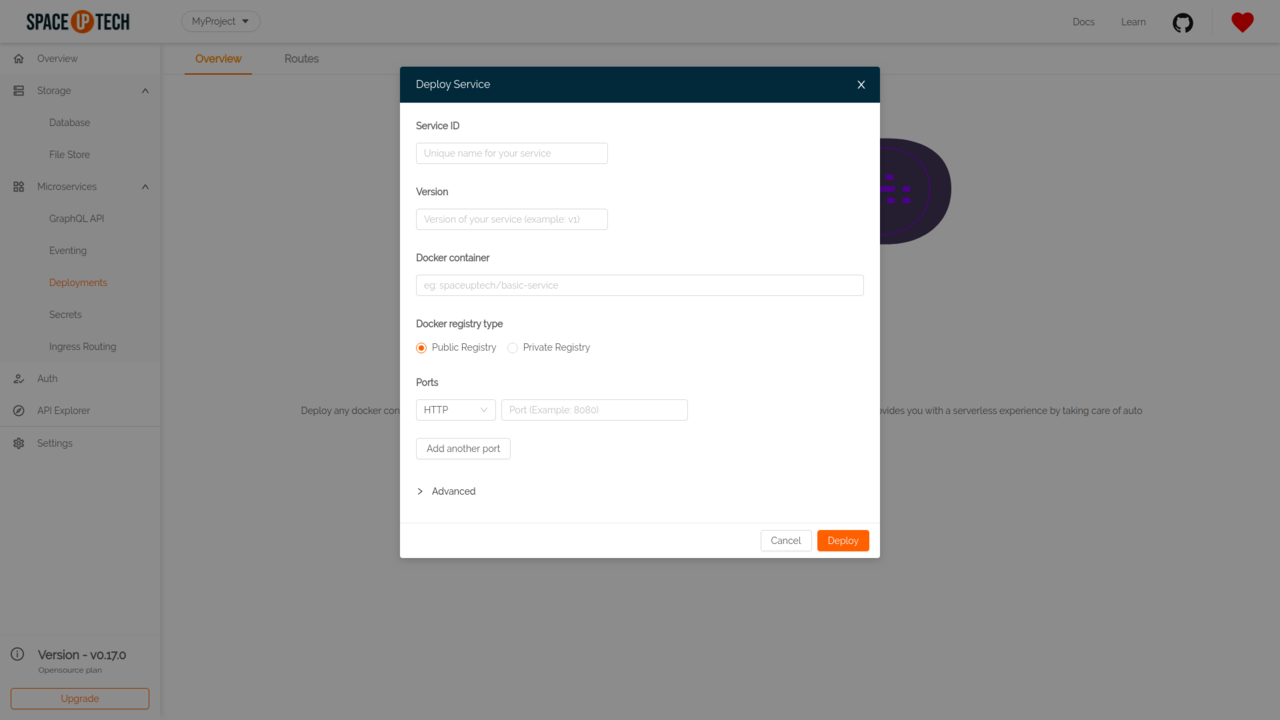 SPACE UP TECH
MyProject
Docs
Learn
Overview
Storage
Database
File Store
Microservices
GraphQL API
Eventing
Deployments
Secrets
Ingress Routing
Auth
API Explorer
Settings
Version - v0.17.0
Opensource plan
Upgrade
Overview
Routes
Deploy any docker con
ovides you with a serverless experience by taking care of auto
Deploy Service
X
Service ID
Unique name for your service
Version
Version of your service (example: v1)
Docker container
eg: spaceuptech/basic-service
Docker registry type
Public Registry
Private Registry
Ports
HTTP
Port (Example: 8080)
Add another port
Advanced
Cancel
Deploy